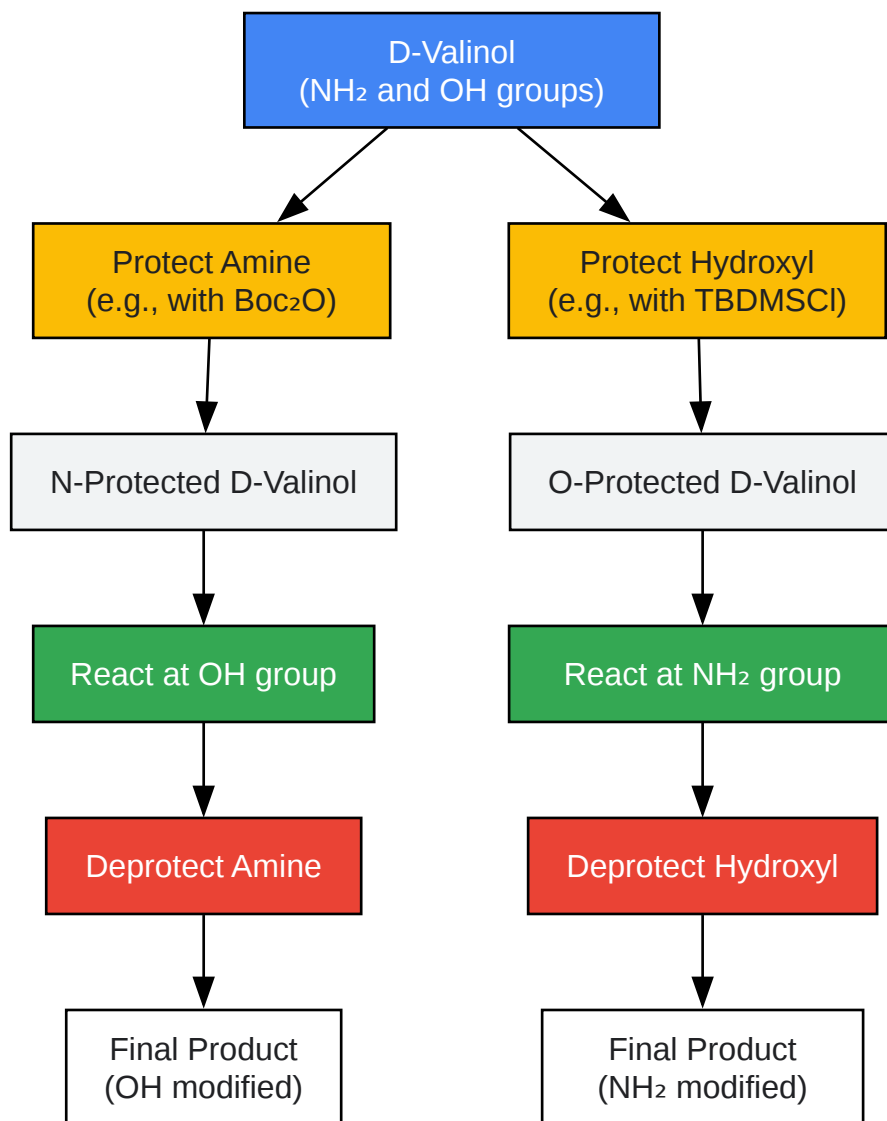 D-Valinol
(NH₂ and OH groups)
Protect Amine
(e.g., with Boc₂O)
Protect Hydroxyl
(e.g., with TBDMSCl)
N-Protected D-Valinol
O-Protected D-Valinol
React at OH group
React at NH₂ group
Deprotect Amine
Deprotect Hydroxyl
Final Product
(OH modified)
Final Product
(NH₂ modified)